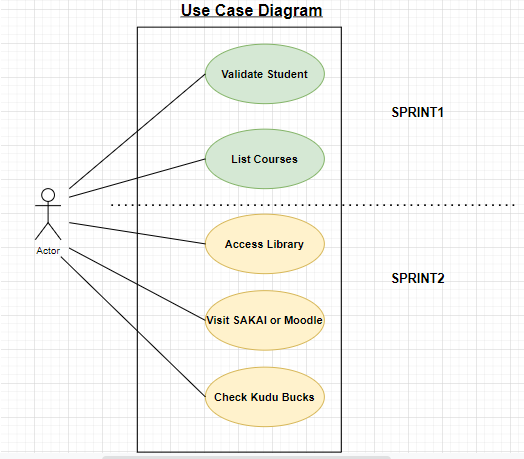 Use Case Diagram
Validate Student
SPRINT1
List Courses
Actor
Access Library
SPRINT2
Visit SAKAI or Moodle
Check Kudu Bucks